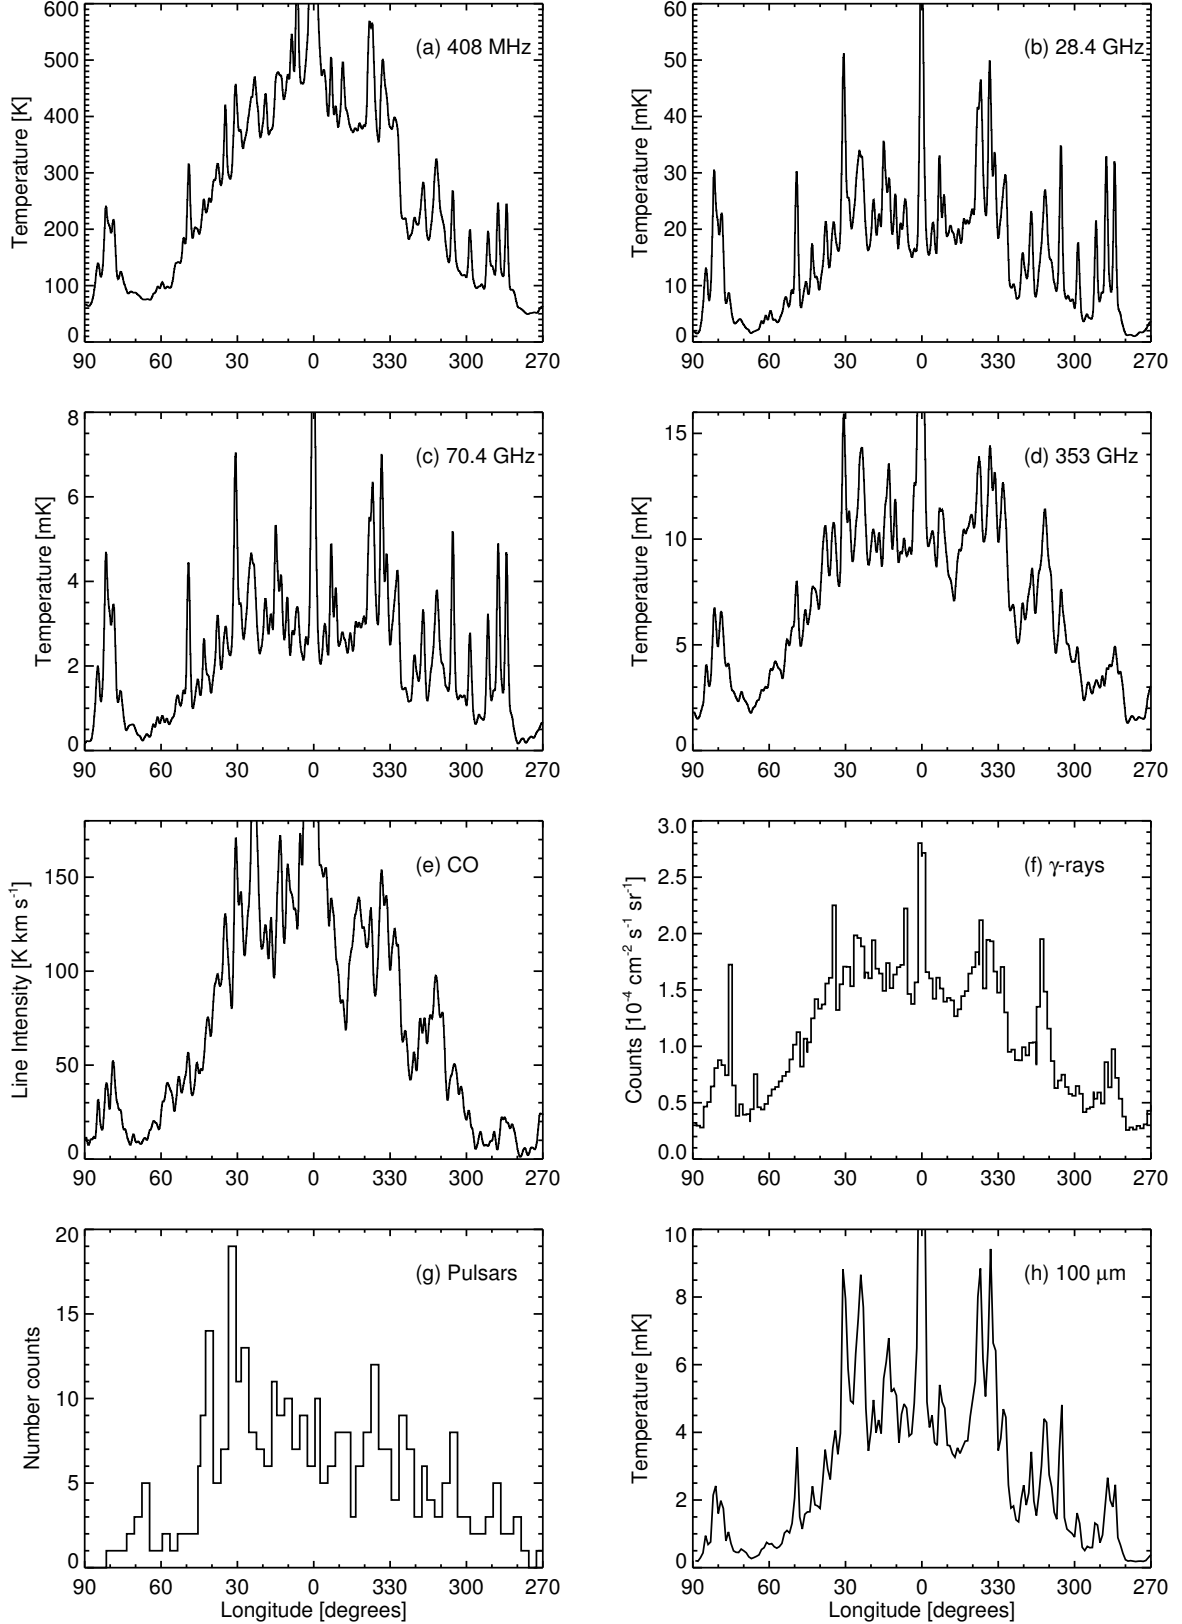 (a) 408 MHz
Temperature [K]
600
500
400
300
200
100
0
90 60 30 0 330 300 270
(b) 28.4 GHz
Temperature [mK]
60
50
40
30
20
10
0
90 60 30 0 330 300 270
(c) 70.4 GHz
Temperature [mK]
8
6
4
2
0
90 60 30 0 330 300 270
(d) 353 GHz
Temperature [mK]
15
10
5
0
90 60 30 0 330 300 270
(e) CO
Line Intensity [K km s⁻¹]
150
100
50
0
90 60 30 0 330 300 270
(f) γ-rays
Counts [10⁻⁴ cm⁻² s⁻¹ sr⁻¹]
3.0
2.5
2.0
1.5
1.0
0.5
0.0
90 60 30 0 330 300 270
(g) Pulsars
Number counts
20
15
10
5
0
90 60 30 0 330 300 270
Longitude [degrees]
(h) 100 μm
Temperature [mK]
10
8
6
4
2
0
90 60 30 0 330 300 270
Longitude [degrees]